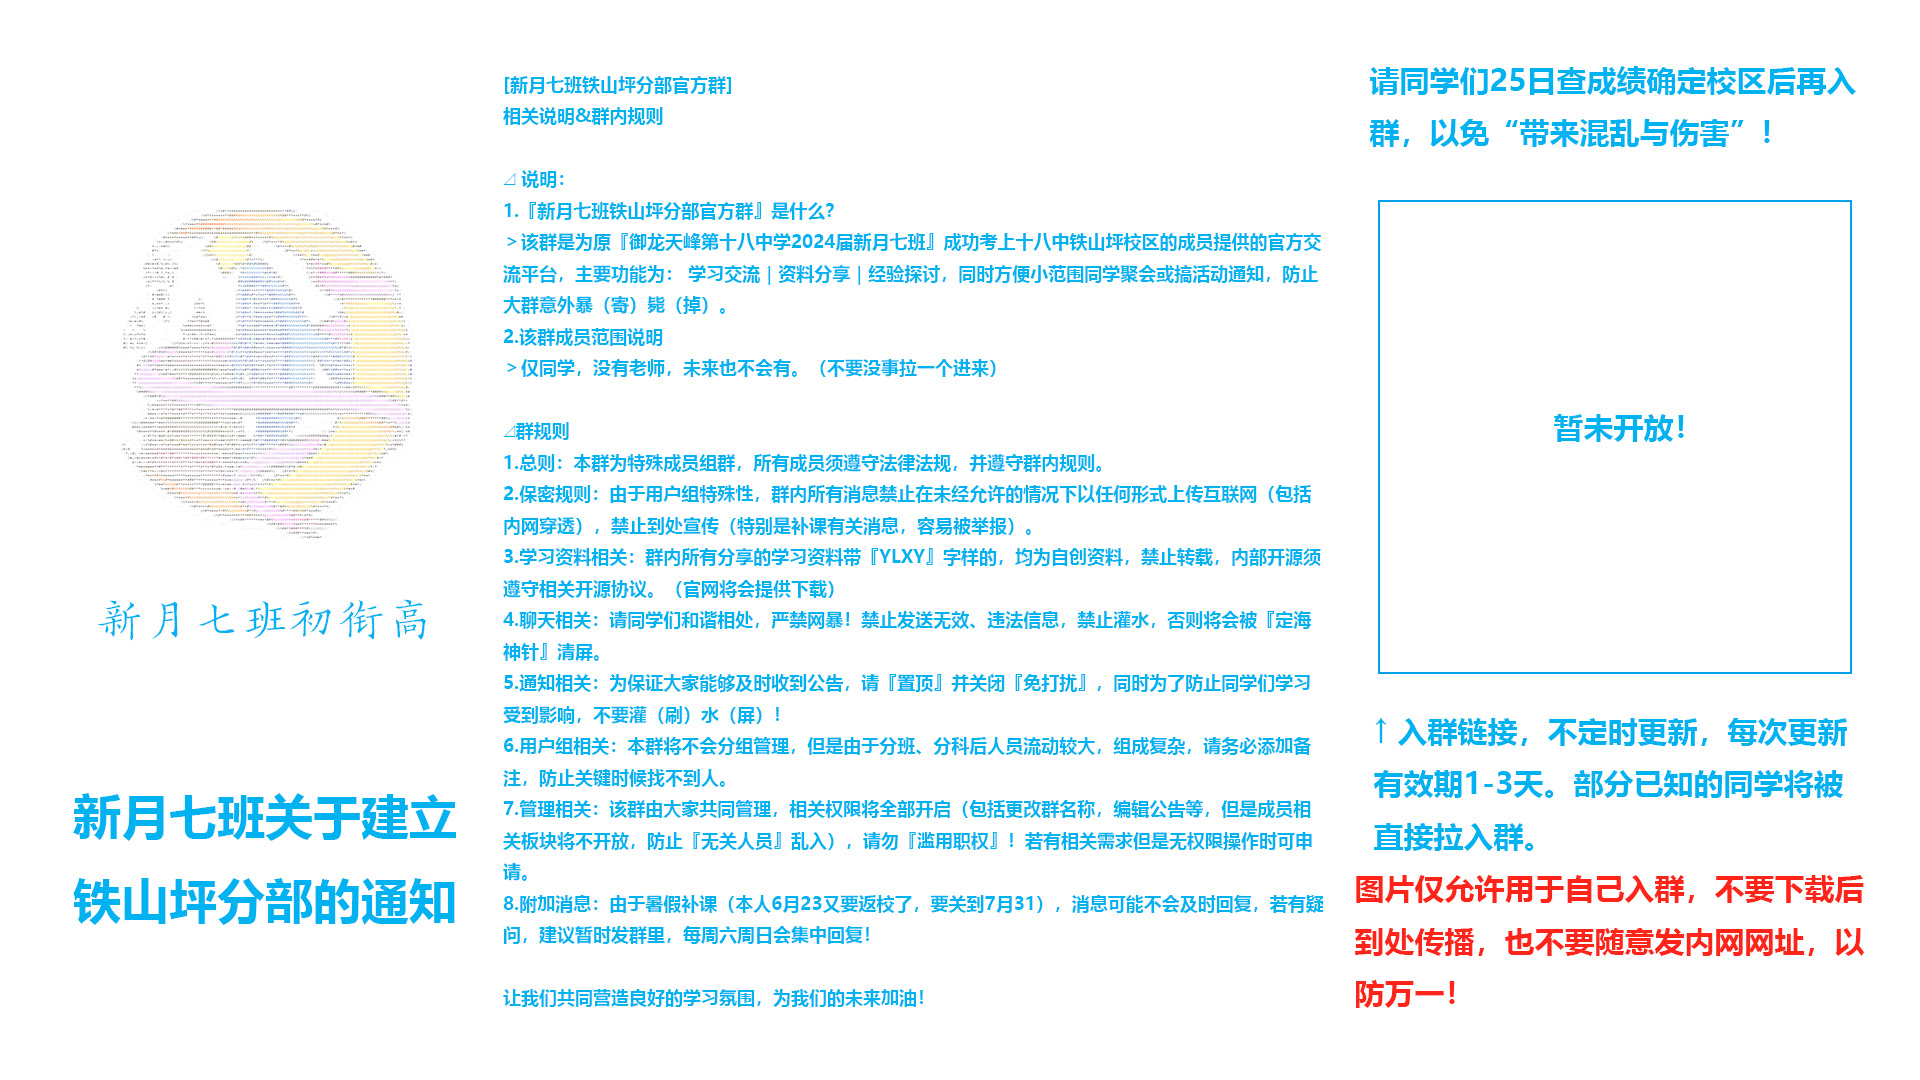 新月七班初衔高
新月七班关于建立
铁山坪分部的通知
[新月七班铁山坪分部官方群]
相关说明&群内规则
⊿ 说明：
1.『新月七班铁山坪分部官方群』是什么？
＞该群是为原『御龙天峰第十八中学2024届新月七班』成功考上十八中铁山坪校区的成员提供的官方交
流平台，主要功能为： 学习交流 | 资料分享 | 经验探讨，同时方便小范围同学聚会或搞活动通知，防止
大群意外暴（寄）毙（掉）。
2.该群成员范围说明
＞仅同学，没有老师，未来也不会有。（不要没事拉一个进来）
⊿群规则
1.总则：本群为特殊成员组群，所有成员须遵守法律法规，并遵守群内规则。
2.保密规则：由于用户组特殊性，群内所有消息禁止在未经允许的情况下以任何形式上传互联网（包括
内网穿透），禁止到处宣传（特别是补课有关消息，容易被举报）。
3.学习资料相关：群内所有分享的学习资料带『YLXY』字样的，均为自创资料，禁止转载，内部开源须
遵守相关开源协议。（官网将会提供下载）
4.聊天相关：请同学们和谐相处，严禁网暴！禁止发送无效、违法信息，禁止灌水，否则将会被『定海
神针』清屏。
5.通知相关：为保证大家能够及时收到公告，请『置顶』并关闭『免打扰』，同时为了防止同学们学习
受到影响，不要灌（刷）水（屏）！
6.用户组相关：本群将不会分组管理，但是由于分班、分科后人员流动较大，组成复杂，请务必添加备
注，防止关键时候找不到人。
7.管理相关：该群由大家共同管理，相关权限将全部开启（包括更改群名称，编辑公告等，但是成员相
关板块将不开放，防止『无关人员』乱入），请勿『滥用职权』！若有相关需求但是无权限操作时可申
请。
8.附加消息：由于暑假补课（本人6月23又要返校了，要关到7月31），消息可能不会及时回复，若有疑
问，建议暂时发群里，每周六周日会集中回复！
让我们共同营造良好的学习氛围，为我们的未来加油！
请同学们25日查成绩确定校区后再入
群，以免“带来混乱与伤害”！
暂未开放！
↑ 入群链接，不定时更新，每次更新
有效期1-3天。部分已知的同学将被
直接拉入群。
图片仅允许用于自己入群，不要下载后
到处传播，也不要随意发内网网址，以
防万一！